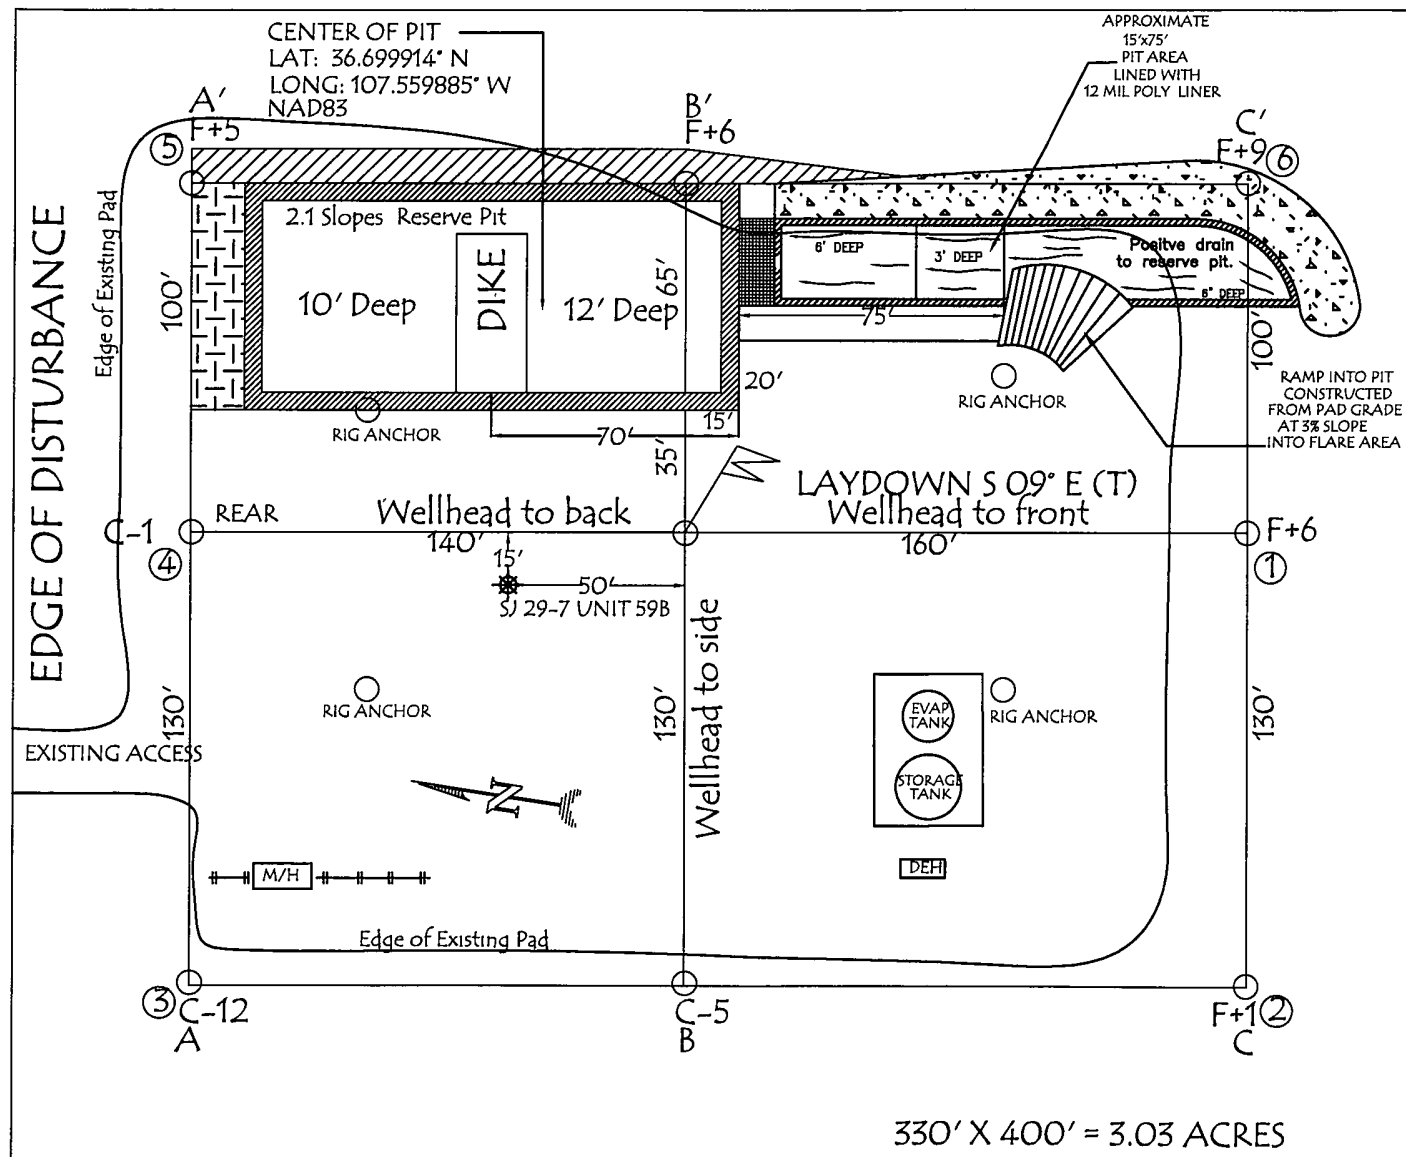 CENTER OF PIT
LAT: 36.699914° N
LONG: 107.559885° W
NAD83
APPROXIMATE
15'x75'
PIT AREA
LINED WITH
12 MIL POLY LINER
A'
F+5
5
B'
F+6
C'
F+9
6
EDGE OF DISTURBANCE
Edge of Existing Pad
100'
2.1 Slopes Reserve Pit
10' Deep
DIKE
12' Deep
65'
6' DEEP
3' DEEP
Positve drain
to reserve pit.
6" DEEP
75'
100'
20'
15'
RIG ANCHOR
70'
35'
RIG ANCHOR
RAMP INTO PIT
CONSTRUCTED
FROM PAD GRADE
AT 3% SLOPE
INTO FLARE AREA
LAYDOWN S 09° E (T)
C-1
REAR
Wellhead to back
140'
Wellhead to front
160'
F+6
4
1
15'
50'
SJ 29-7 UNIT 59B
Wellhead to side
130'
130'
130'
RIG ANCHOR
EVAP
TANK
RIG ANCHOR
STORAGE
TANK
EXISTING ACCESS
N
M/H
DEH
Edge of Existing Pad
3
C-12
A
C-5
B
F+1
2
C
330' X 400' = 3.03 ACRES